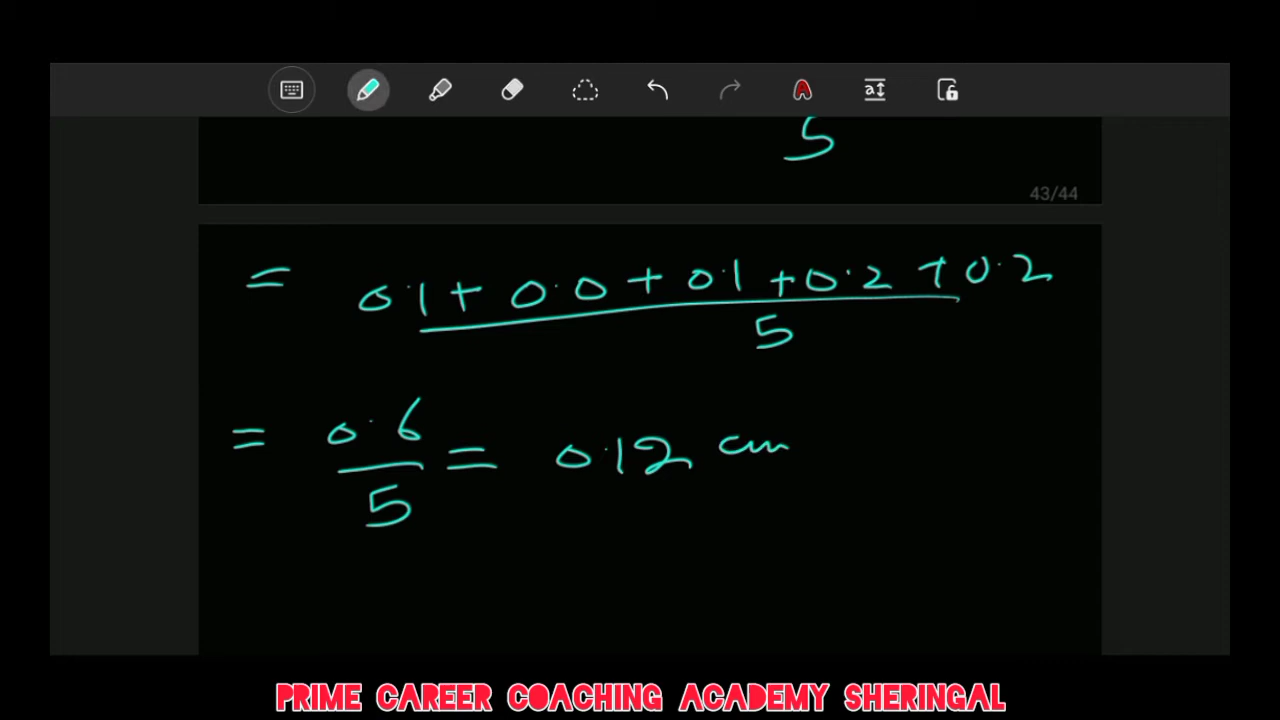 5
43/44
= 0.1 + 0.0 + 0.1 + 0.2 + 0.2
5
= 0.6
5 = 0.12 cm
PRIME CAREER COACHING ACADEMY SHERINGAL